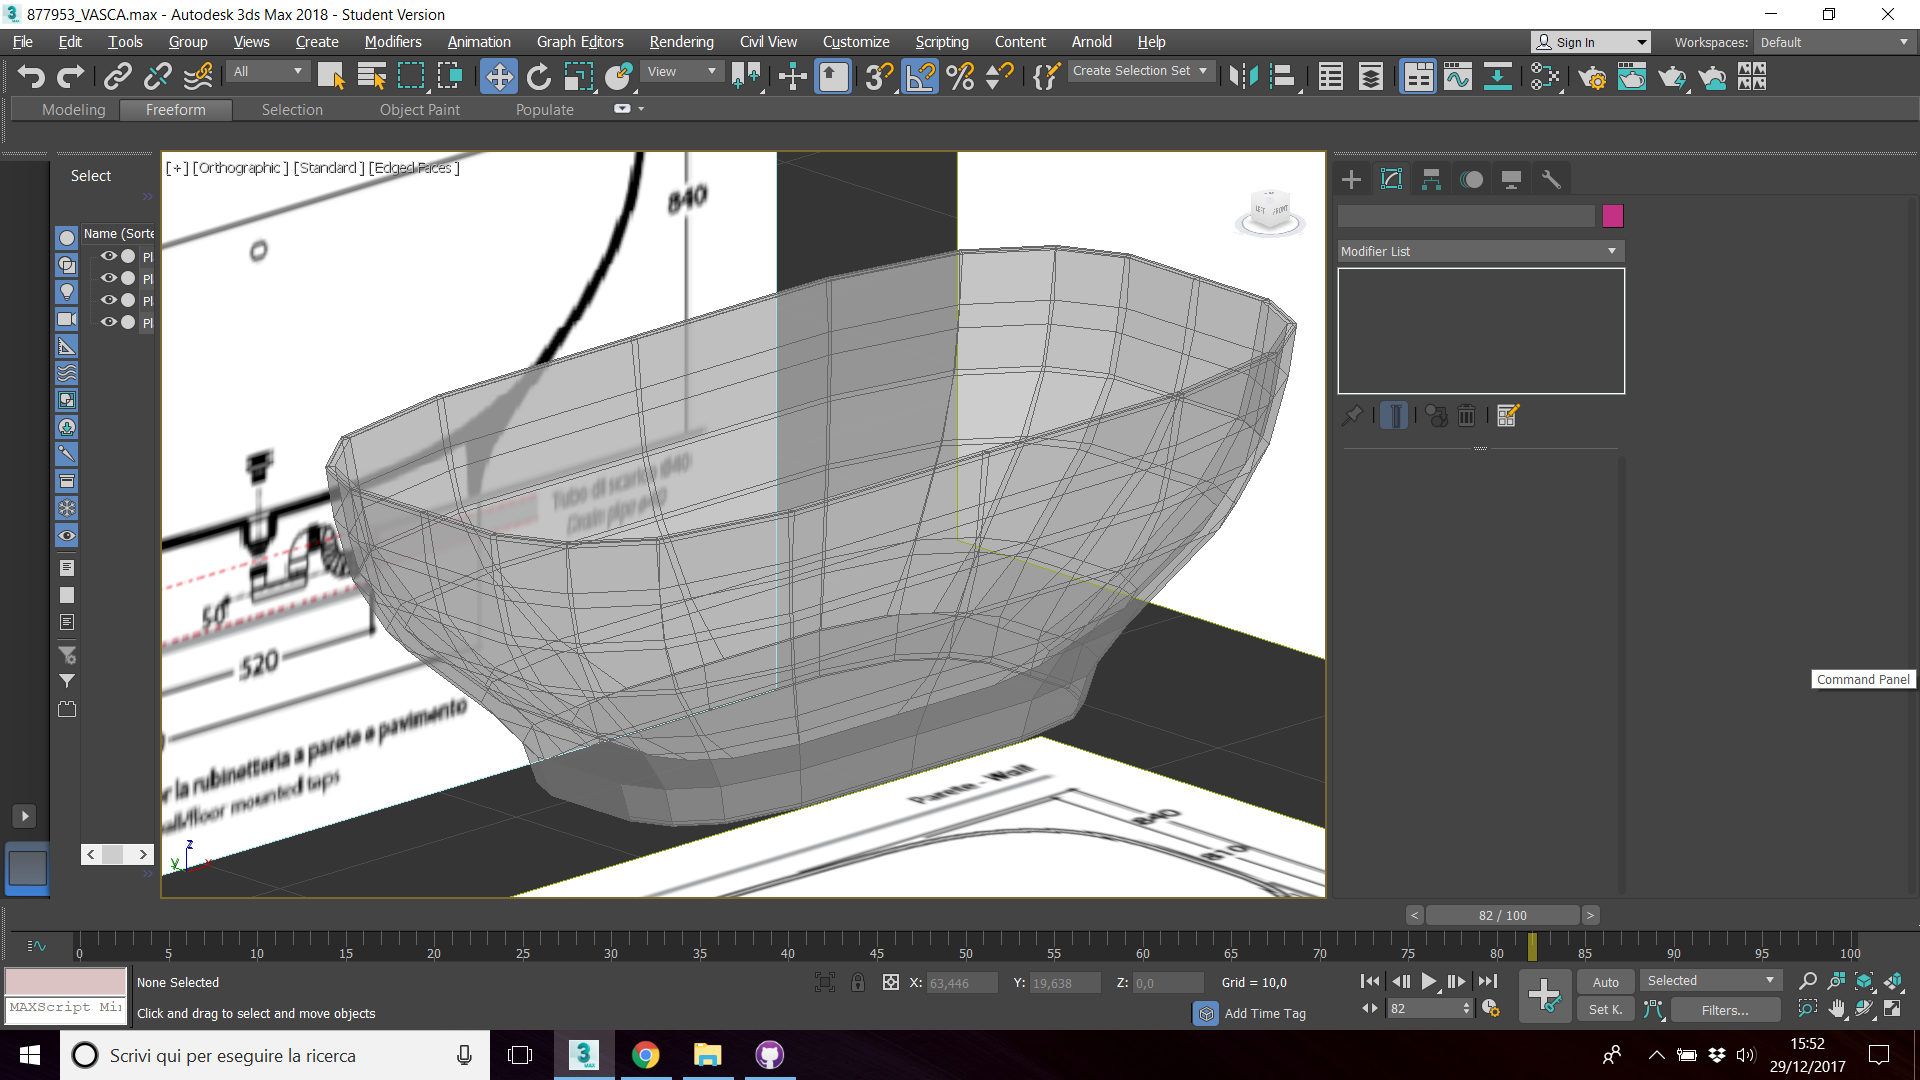 877953_VASCA.max - Autodesk 3ds Max 2018 - Student Version
File Edit Tools Group Views Create Modifiers Animation Graph Editors Rendering Civil View Customize Scripting Content Arnold Help
Sign In Workspaces: Default
All View Create Selection Set
Modeling Freeform Selection Object Paint Populate
Select
[+] [Orthographic ] [Standard ] [Edged Faces ]
Name (Sorte
Pl
Pl
Pl
Pl
840
LEFT FRONT
Modifier List
Tubo di scarico ø40
Drain pipo ø40
50
520
r la rubinetteria a parete e pavimento
all/floor mounted taps
Parete - Wall
840
810
z
y
x
Command Panel
< 82 / 100 >
0 5 10 15 20 25 30 35 40 45 50 55 60 65 70 75 80 85 90 95 100
None Selected
X: 63,446 Y: 19,638 Z: 0,0 Grid = 10,0
Auto Selected
MAXScript Mi
Click and drag to select and move objects
Add Time Tag
82
Set K. Filters...
Scrivi qui per eseguire la ricerca
3
MAX
15:52
29/12/2017